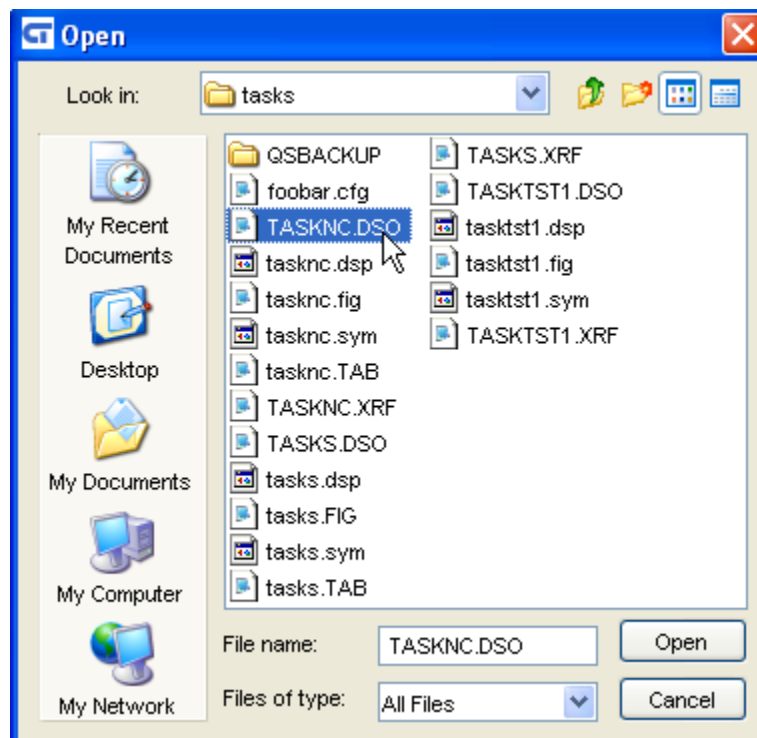 GT Open
Look in: tasks
My Recent
Documents
Desktop
My Documents
My Computer
My Network
QSBACKUP
foobar.cfg
TASKNC.DSO
tasknc.dsp
tasknc.fig
tasknc.sym
tasknc.TAB
TASKNC.XRF
TASKS.DSO
tasks.dsp
tasks.FIG
tasks.sym
tasks.TAB
TASKS.XRF
TASKTST1.DSO
tasktst1.dsp
tasktst1.fig
tasktst1.sym
TASKTST1.XRF
File name: TASKNC.DSO Open
Files of type: All Files Cancel